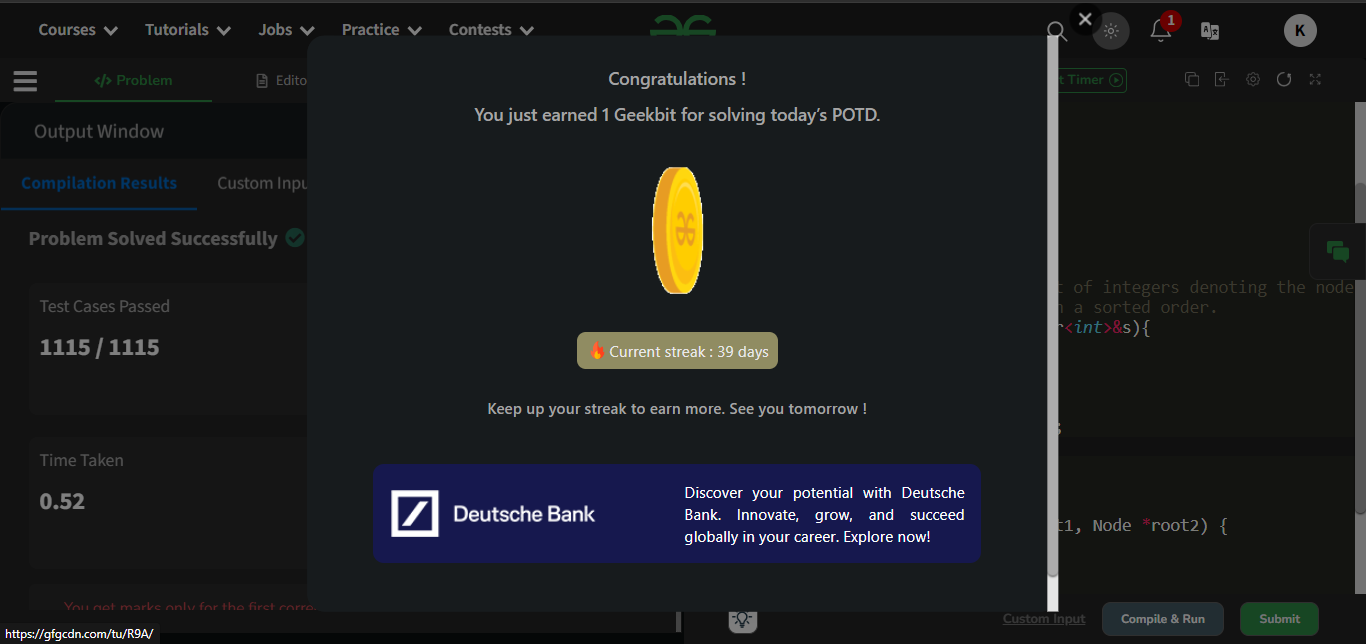 Courses Tutorials Jobs Practice Contests
1
K
Problem
Edito
t Timer
Output Window
Compilation Results Custom Inpu
Problem Solved Successfully
Test Cases Passed
1115 / 1115
Time Taken
0.52
You get marks only for the first corre
Congratulations !
You just earned 1 Geekbit for solving today's POTD.
Current streak : 39 days
Keep up your streak to earn more. See you tomorrow !
Deutsche Bank
Discover your potential with Deutsche
Bank. Innovate, grow, and succeed
globally in your career. Explore now!
t of integers denoting the node
n a sorted order.
r<int>&s){
t1, Node *root2) {
Custom Input Compile & Run Submit
https://gfgcdn.com/tu/R9A/